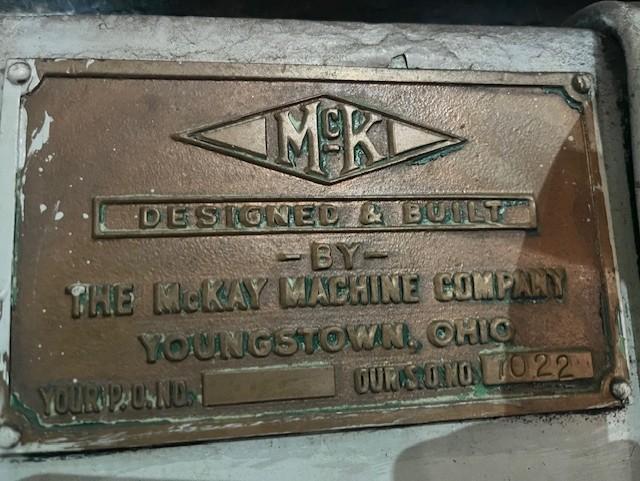 McK
DESIGNED & BUILT
-BY-
THE McKAY MACHINE COMPANY
YOUNGSTOWN, OHIO
YOUR P.O. NO. OUR S.O. NO. 7022